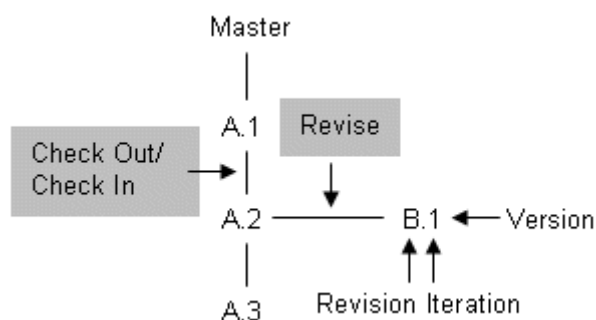 Master
A.1
Revise
Check Out/
Check In
A.2
B.1
Version
A.3
Revision Iteration